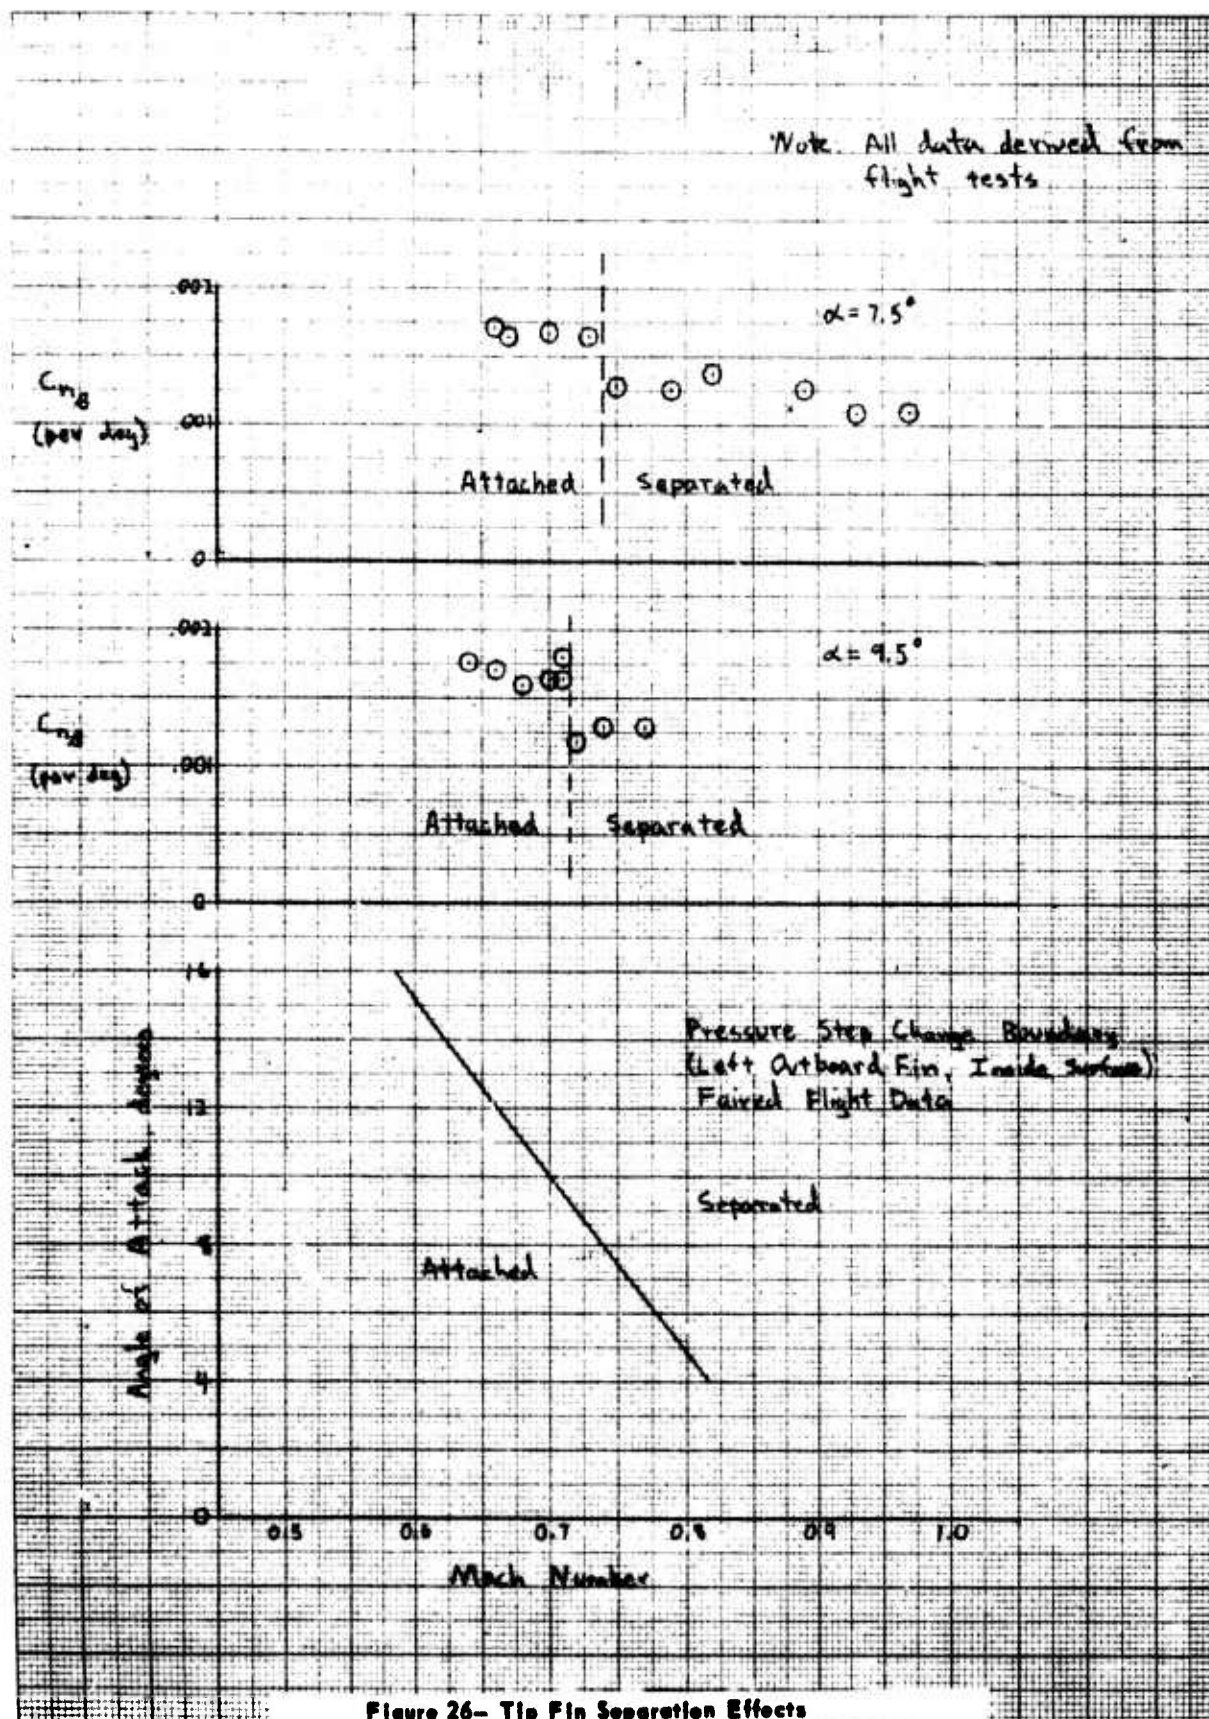 Note. All data derived from
flight tests
.002
α = 7.5°
Cnβ
(per deg)
.001
Attached
Separated
0
.002
α = 9.5°
Cnβ
(per deg)
.001
Attached
Separated
0
16
Pressure Step Change Boundary
(Left Outboard Fin, Inside Surface)
Faired Flight Data
12
Angle of Attack, degrees
Separated
8
Attached
4
0
0.5 0.6 0.7 0.8 0.9 1.0
Mach Number
Figure 26– Tip Fin Separation Effects